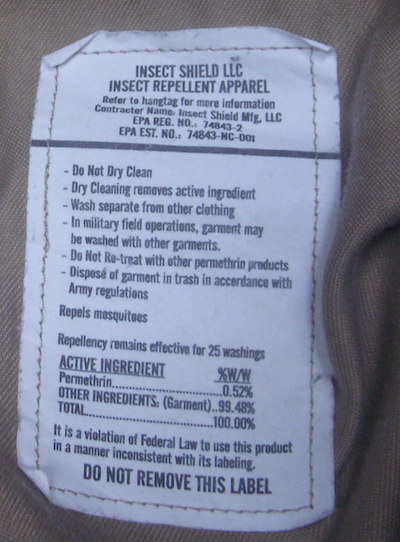 INSECT SHIELD LLC
INSECT REPELLENT APPAREL
Refer to hangtag for more information
Contractor Name: Insect Shield Mfg, LLC
EPA REG. NO.: 74843-2
EPA EST. NO.: 74843-NC-001
- Do Not Dry Clean
- Dry Cleaning removes active ingredient
- Wash separate from other clothing
- In military field operations, garment may
be washed with other garments.
- Do Not Re-treat with other permethrin products
- Dispose of garment in trash in accordance with
Army regulations
Repels mosquitoes
Repellency remains effective for 25 washings
ACTIVE INGREDIENT %W/W
Permethrin..............................0.52%
OTHER INGREDIENTS: (Garment)..99.48%
TOTAL...................................100.00%
It is a violation of Federal Law to use this product
in a manner inconsistent with its labeling.
DO NOT REMOVE THIS LABEL